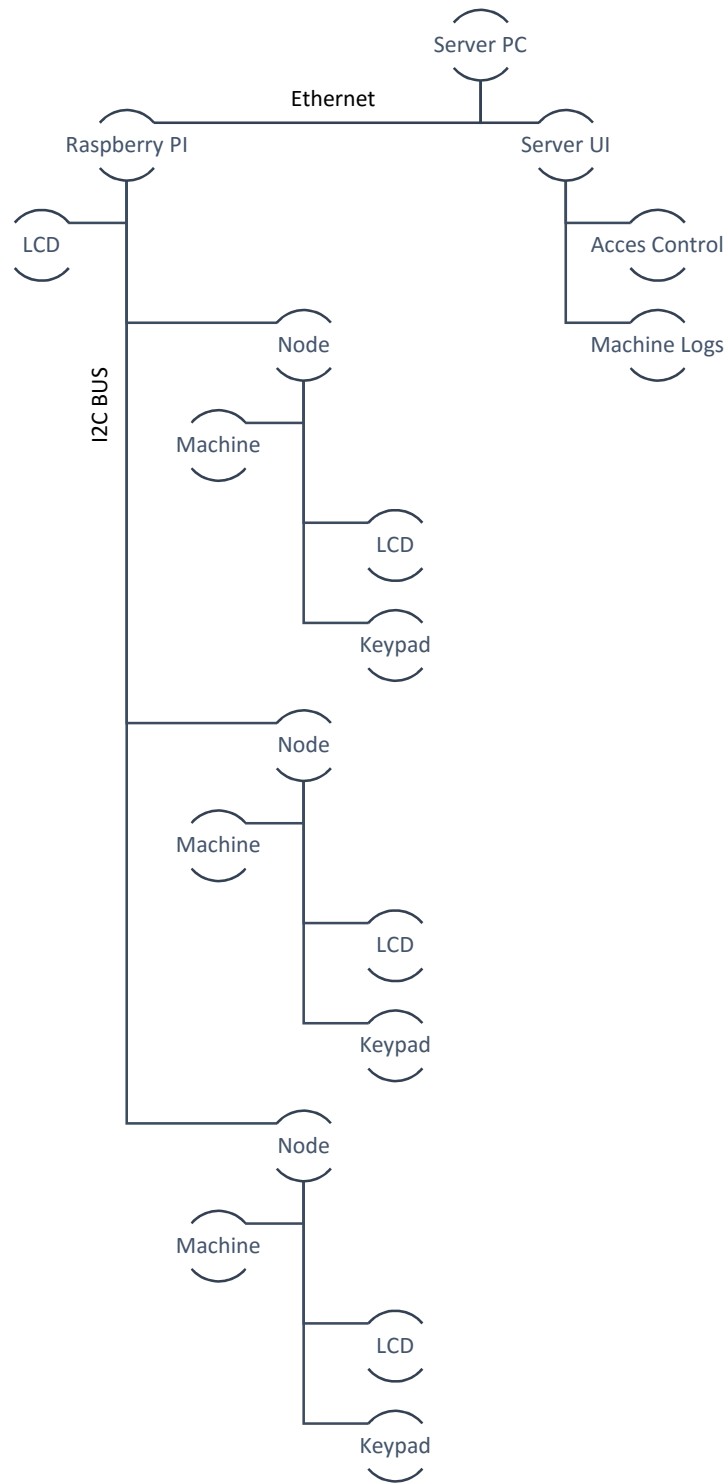 Server PC
Ethernet
Raspberry PI
Server UI
LCD
Acces Control
I2C BUS
Node
Machine Logs
Machine
LCD
Keypad
Node
Machine
LCD
Keypad
Node
Machine
LCD
Keypad